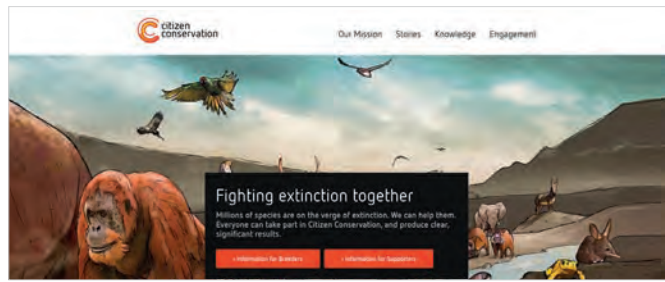 citizen
conservation
Our Mission Stories Knowledge Engagement
Fighting extinction together
Millions of species are on the verge of extinction. We can help them.
Everyone can take part in Citizen Conservation, and produce clear,
significant results.
› Information for Breeders › Information for Supporters